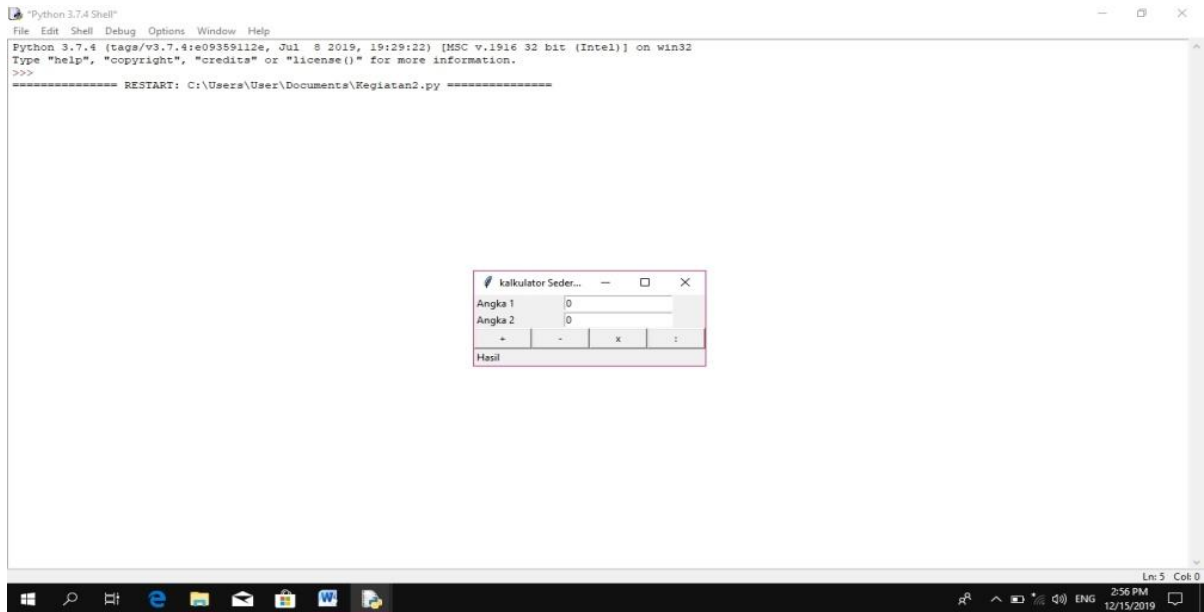 *Python 3.7.4 Shell*
File Edit Shell Debug Options Window Help
Python 3.7.4 (tags/v3.7.4:e09359112e, Jul  8 2019, 19:29:22) [MSC v.1916 32 bit (Intel)] on win32
Type "help", "copyright", "credits" or "license()" for more information.
>>>
=============== RESTART: C:\Users\User\Documents\Kegiatan2.py ===============
kalkulator Seder...
Angka 1 0
Angka 2 0
+ - x :
Hasil
Ln: 5 Col: 0
ENG 2:56 PM
12/15/2019